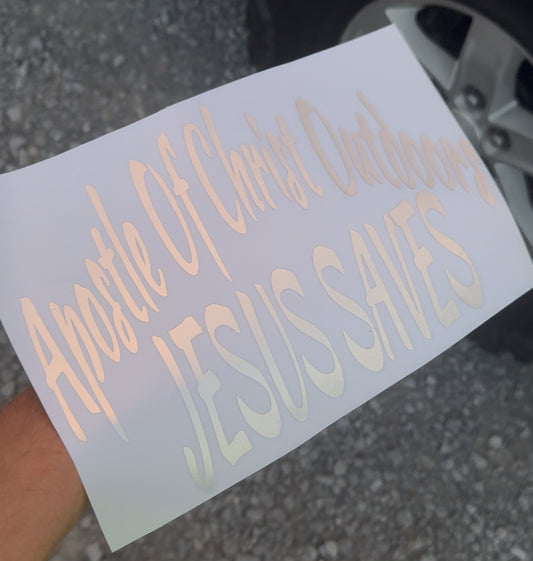 Apostle Of Christ Outdoors
JESUS SAVES